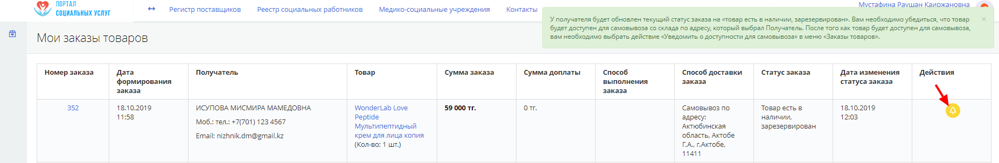 ПОРТАЛ
СОЦИАЛЬНЫХ УСЛУГ
Регистр поставщиков
Реестр социальных работников
Медико-социальные учреждения
Контакты
Мустафина Раушан Каиржановна
У получателя будет обновлен текущий статус заказа на «товар есть в наличии, зарезервирован». Вам необходимо убедиться, что товар
будет доступен для самовывоза со склада по адресу, который выбрал Получатель. После того как товар будет доступен для самовывоза,
вам необходимо выбрать действие «Уведомить о доступности для самовывоза» в меню «Заказы товаров».
×
Мои заказы товаров
Номер заказа
Дата
формирования
заказа
Получатель
Товар
Сумма заказа
Сумма доплаты
Способ
выполнения
заказа
Способ доставки
заказа
Статус заказа
Дата изменения
статуса заказа
Действия
352
18.10.2019
11:58
ИСУПОВА МИСМИРА МАМЕДОВНА
Моб.: тел.: +7(701) 123 4567
Email: nizhnik.dm@gmail.kz
WonderLab Love
Peptide
Мультипептидный
крем для лица копия
(Кол-во: 1 шт.)
59 000 тг.
0 тг.
Самовывоз по
адресу:
Актюбинская
область, Актобе
Г.А., г.Актобе,
11411
Товар есть в
наличии,
зарезервирован
18.10.2019
12:03